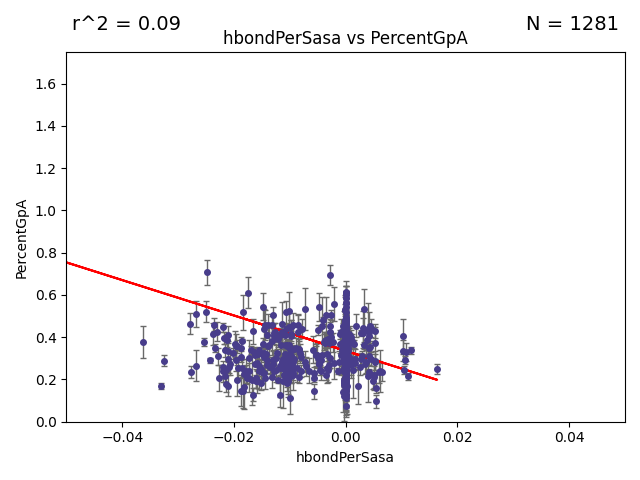 r^2 = 0.09
N = 1281
hbondPerSasa vs PercentGpA
1.6
1.4
1.2
1.0
0.8
0.6
0.4
0.2
0.0
PercentGpA
−0.04
−0.02
0.00
0.02
0.04
hbondPerSasa